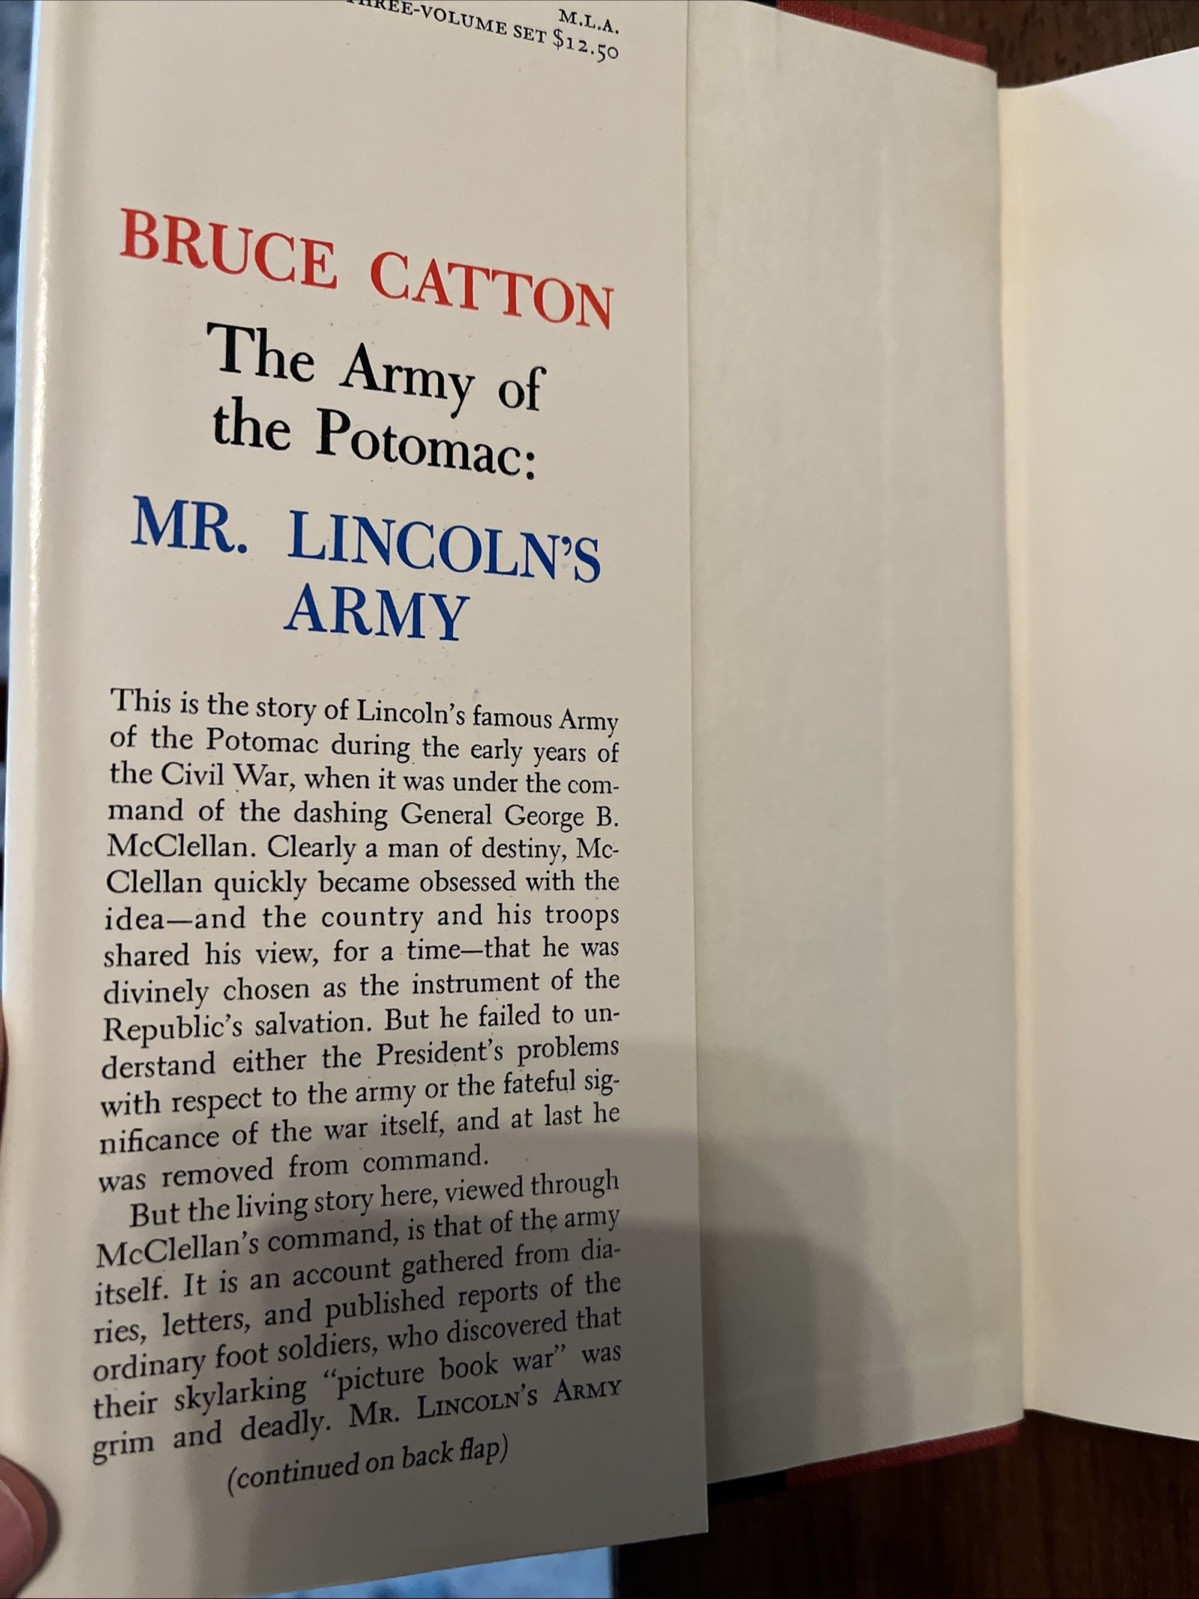 M.L.A.
THREE-VOLUME SET $12.50
BRUCE CATTON
The Army of
the Potomac:
MR. LINCOLN'S
ARMY
This is the story of Lincoln's famous Army
of the Potomac during the early years of
the Civil War, when it was under the com-
mand of the dashing General George B.
McClellan. Clearly a man of destiny, Mc-
Clellan quickly became obsessed with the
idea—and the country and his troops
shared his view, for a time—that he was
divinely chosen as the instrument of the
Republic's salvation. But he failed to un-
derstand either the President's problems
with respect to the army or the fateful sig-
nificance of the war itself, and at last he
was removed from command.
But the living story here, viewed through
McClellan's command, is that of the army
itself. It is an account gathered from dia-
ries, letters, and published reports of the
ordinary foot soldiers, who discovered that
their skylarking "picture book war" was
grim and deadly. MR. LINCOLN'S ARMY
(continued on back flap)